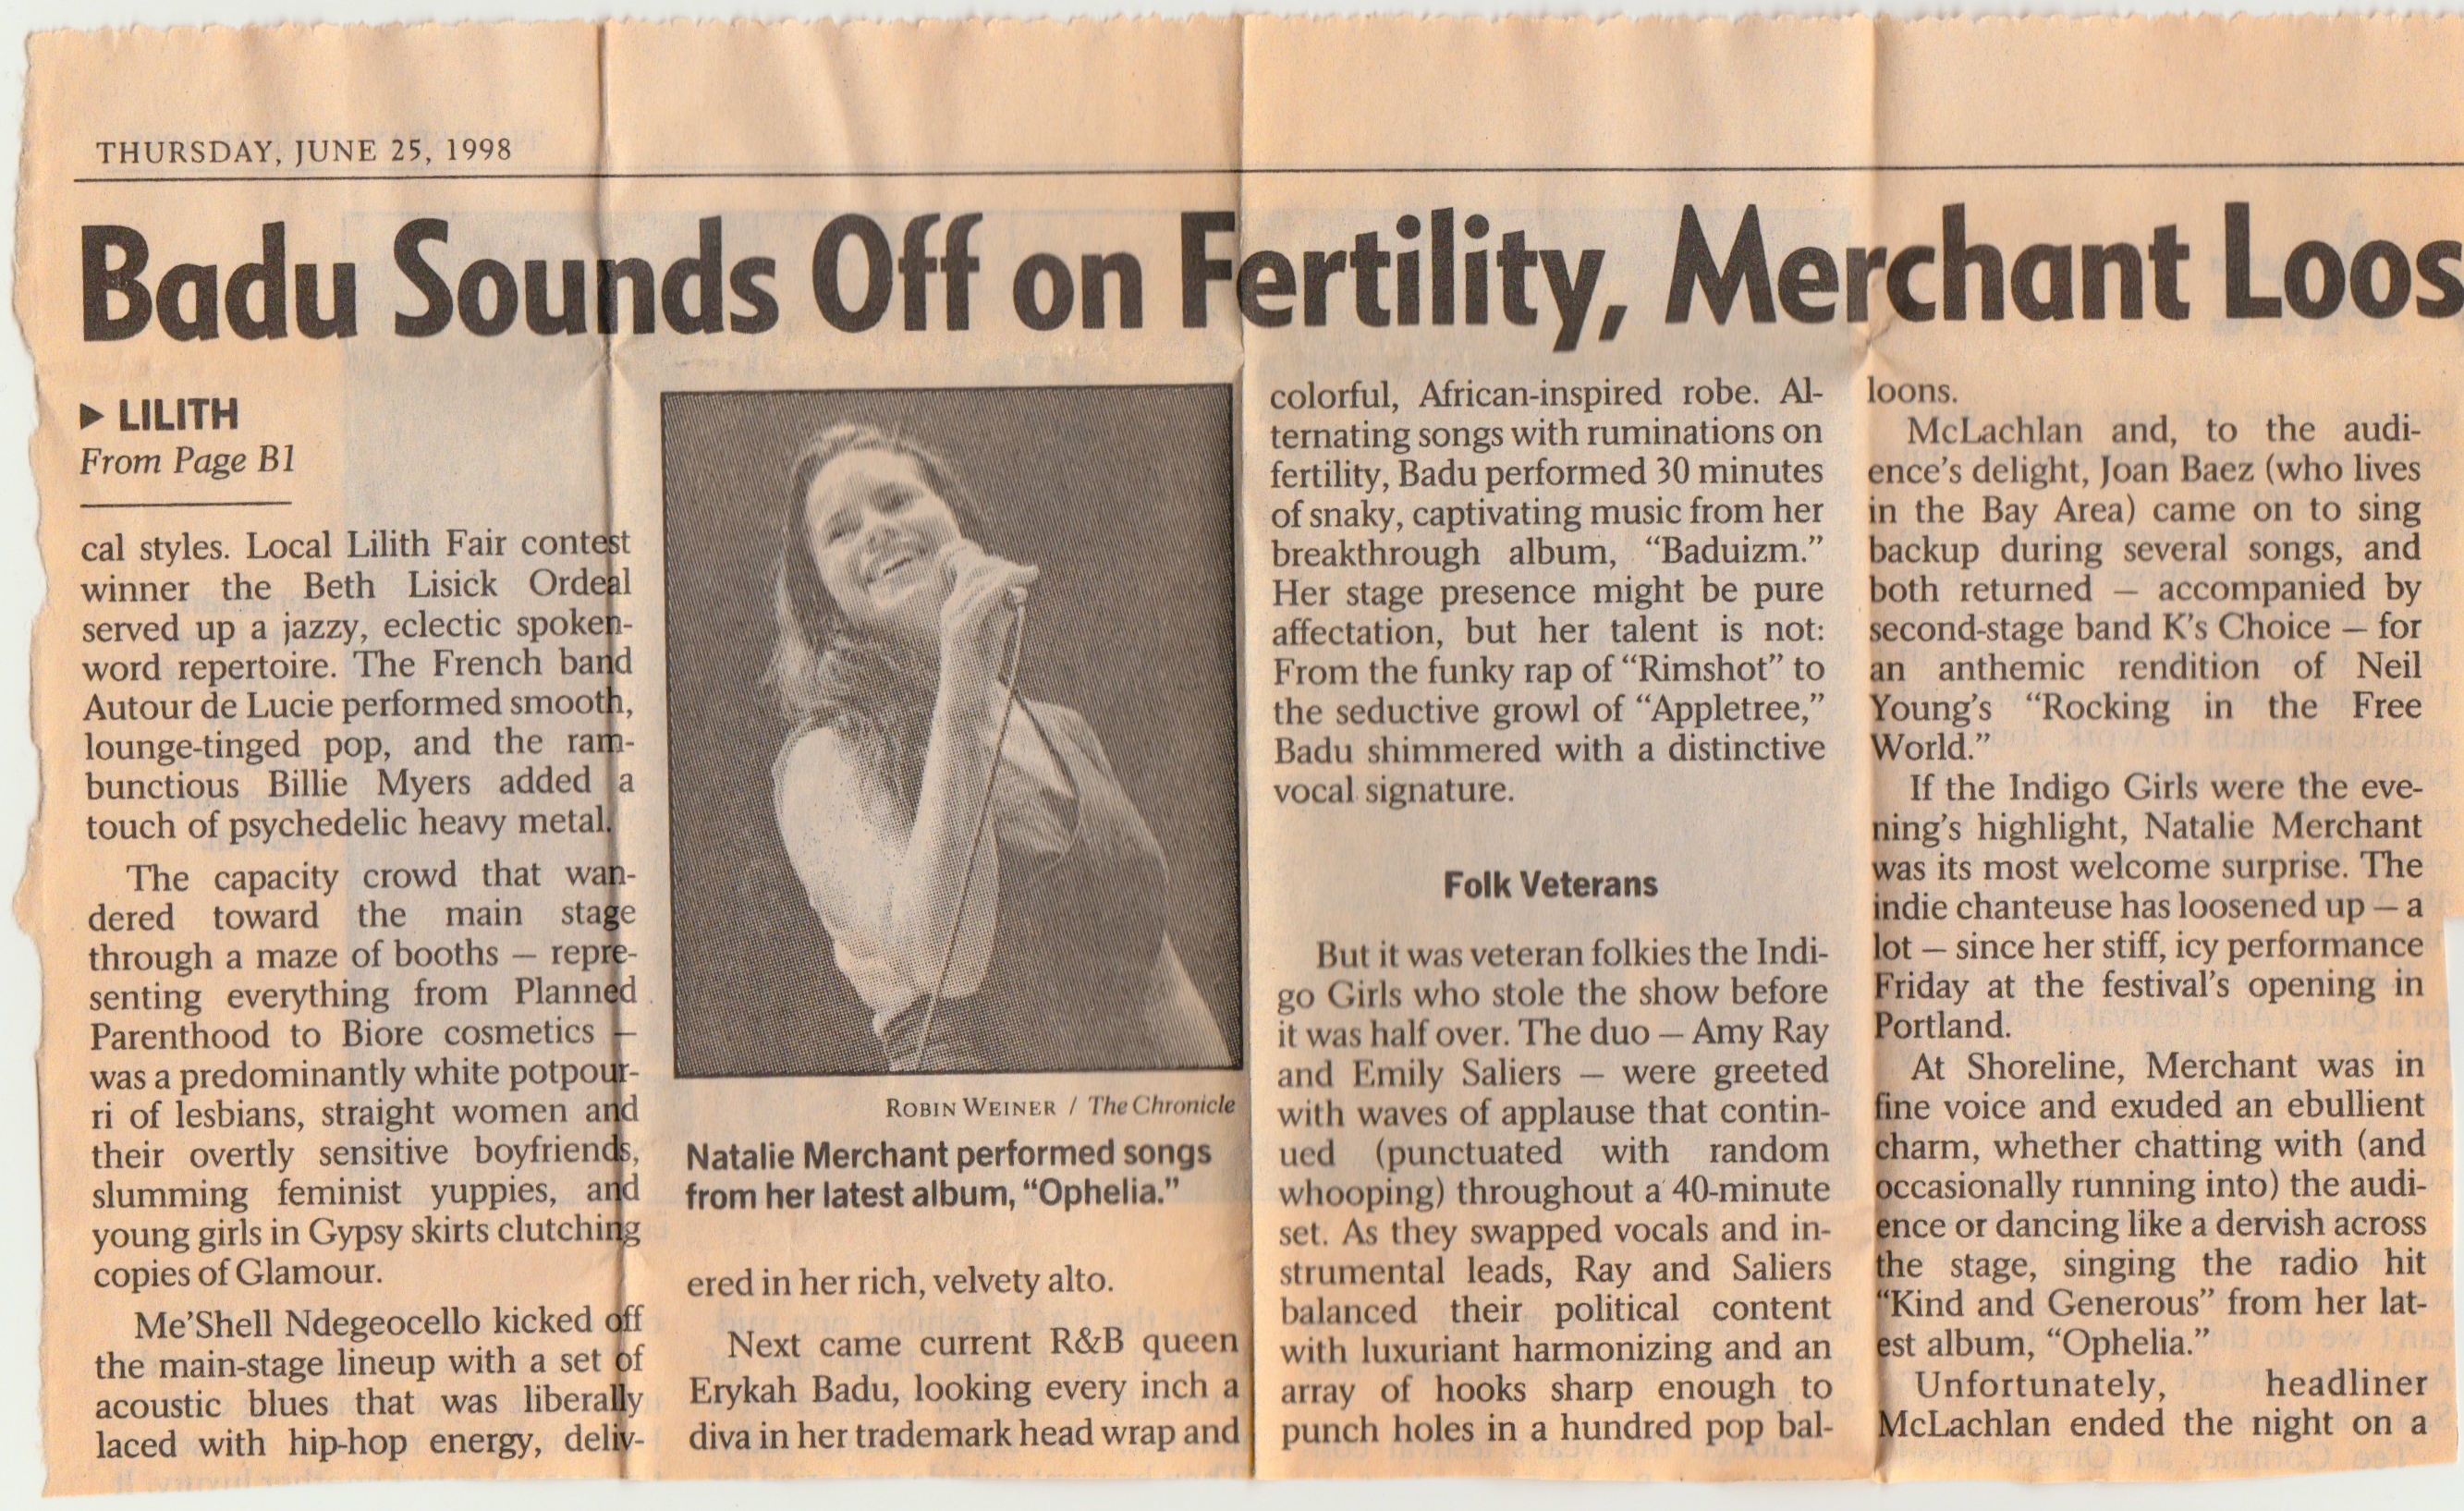 THURSDAY, JUNE 25, 1998
Badu Sounds Off on Fertility, Merchant Loos
▶ LILITH
From Page B1
cal styles. Local Lilith Fair contest
winner the Beth Lisick Ordeal
served up a jazzy, eclectic spoken-
word repertoire. The French band
Autour de Lucie performed smooth,
lounge-tinged pop, and the ram-
bunctious Billie Myers added a
touch of psychedelic heavy metal.
The capacity crowd that wan-
dered toward the main stage
through a maze of booths — repre-
senting everything from Planned
Parenthood to Biore cosmetics —
was a predominantly white potpour-
ri of lesbians, straight women and
their overtly sensitive boyfriends,
slumming feminist yuppies, and
young girls in Gypsy skirts clutching
copies of Glamour.
Me'Shell Ndegeocello kicked off
the main-stage lineup with a set of
acoustic blues that was liberally
laced with hip-hop energy, deliv-
ROBIN WEINER / The Chronicle
Natalie Merchant performed songs
from her latest album, “Ophelia.”
ered in her rich, velvety alto.
Next came current R&B queen
Erykah Badu, looking every inch a
diva in her trademark head wrap and
colorful, African-inspired robe. Al-
ternating songs with ruminations on
fertility, Badu performed 30 minutes
of snaky, captivating music from her
breakthrough album, “Baduizm.”
Her stage presence might be pure
affectation, but her talent is not:
From the funky rap of “Rimshot” to
the seductive growl of “Appletree,”
Badu shimmered with a distinctive
vocal signature.
Folk Veterans
But it was veteran folkies the Indi-
go Girls who stole the show before
it was half over. The duo — Amy Ray
and Emily Saliers — were greeted
with waves of applause that contin-
ued (punctuated with random
whooping) throughout a 40-minute
set. As they swapped vocals and in-
strumental leads, Ray and Saliers
balanced their political content
with luxuriant harmonizing and an
array of hooks sharp enough to
punch holes in a hundred pop bal-
loons.
McLachlan and, to the audi-
ence's delight, Joan Baez (who lives
in the Bay Area) came on to sing
backup during several songs, and
both returned — accompanied by
second-stage band K's Choice — for
an anthemic rendition of Neil
Young's “Rocking in the Free
World.”
If the Indigo Girls were the eve-
ning's highlight, Natalie Merchant
was its most welcome surprise. The
indie chanteuse has loosened up — a
lot — since her stiff, icy performance
Friday at the festival's opening in
Portland.
At Shoreline, Merchant was in
fine voice and exuded an ebullient
charm, whether chatting with (and
occasionally running into) the audi-
ence or dancing like a dervish across
the stage, singing the radio hit
“Kind and Generous” from her lat-
est album, “Ophelia.”
Unfortunately, headliner
McLachlan ended the night on a